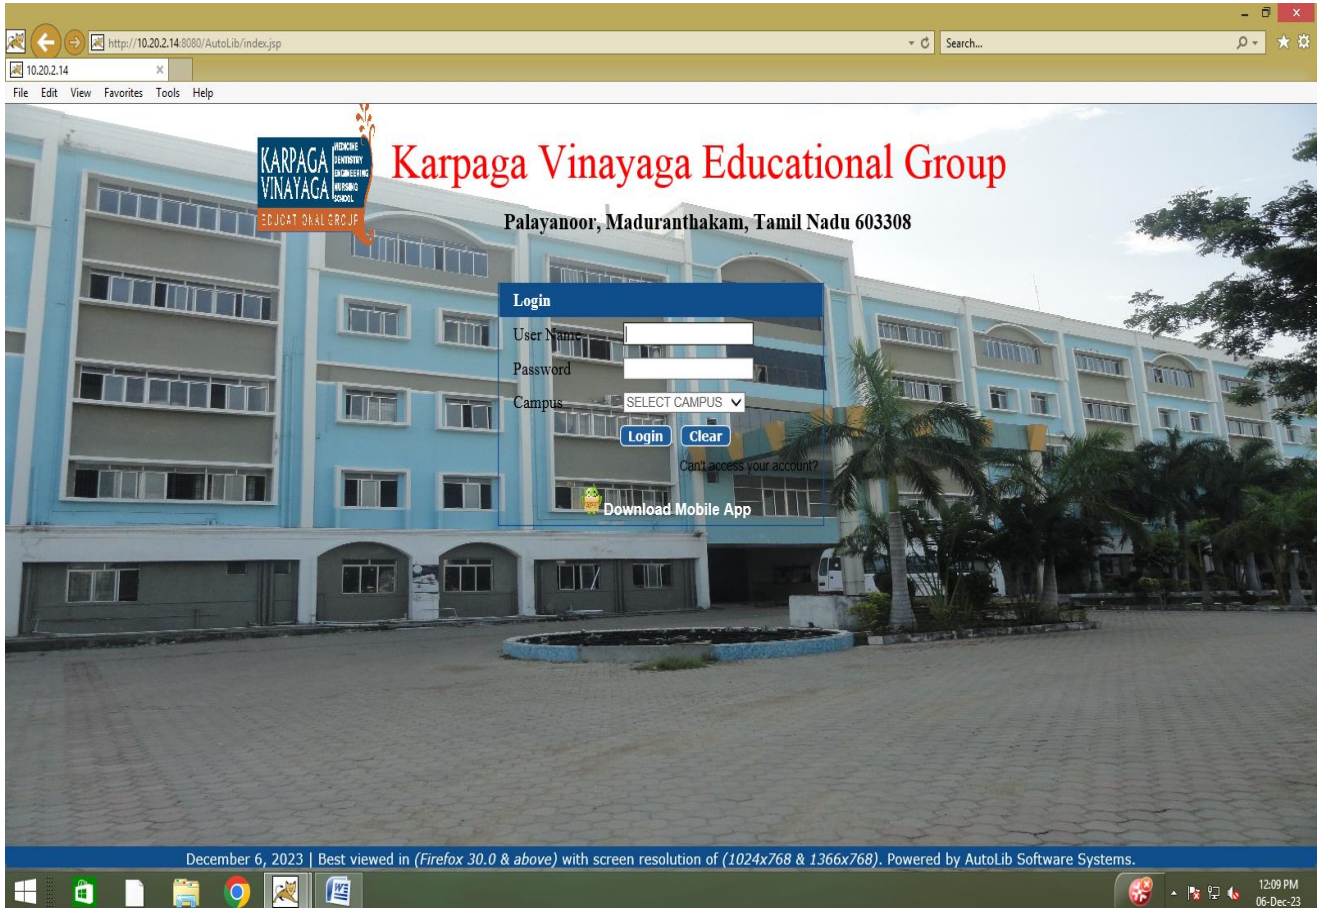 http://10.20.2.14:8080/AutoLib/index.jsp
Search...
10.20.2.14
File Edit View Favorites Tools Help
KARPAGA
VINAYAGA
MEDICINE
DENTISTRY
ENGINEERING
NURSING
SCHOOL
EDUCATIONAL GROUP
Karpaga Vinayaga Educational Group
Palayanoor, Maduranthakam, Tamil Nadu 603308
Login
User Name
Password
Campus SELECT CAMPUS
Login Clear
Can't access your account?
Download Mobile App
December 6, 2023 | Best viewed in (Firefox 30.0 & above) with screen resolution of (1024x768 & 1366x768). Powered by AutoLib Software Systems.
12:09 PM
06-Dec-23